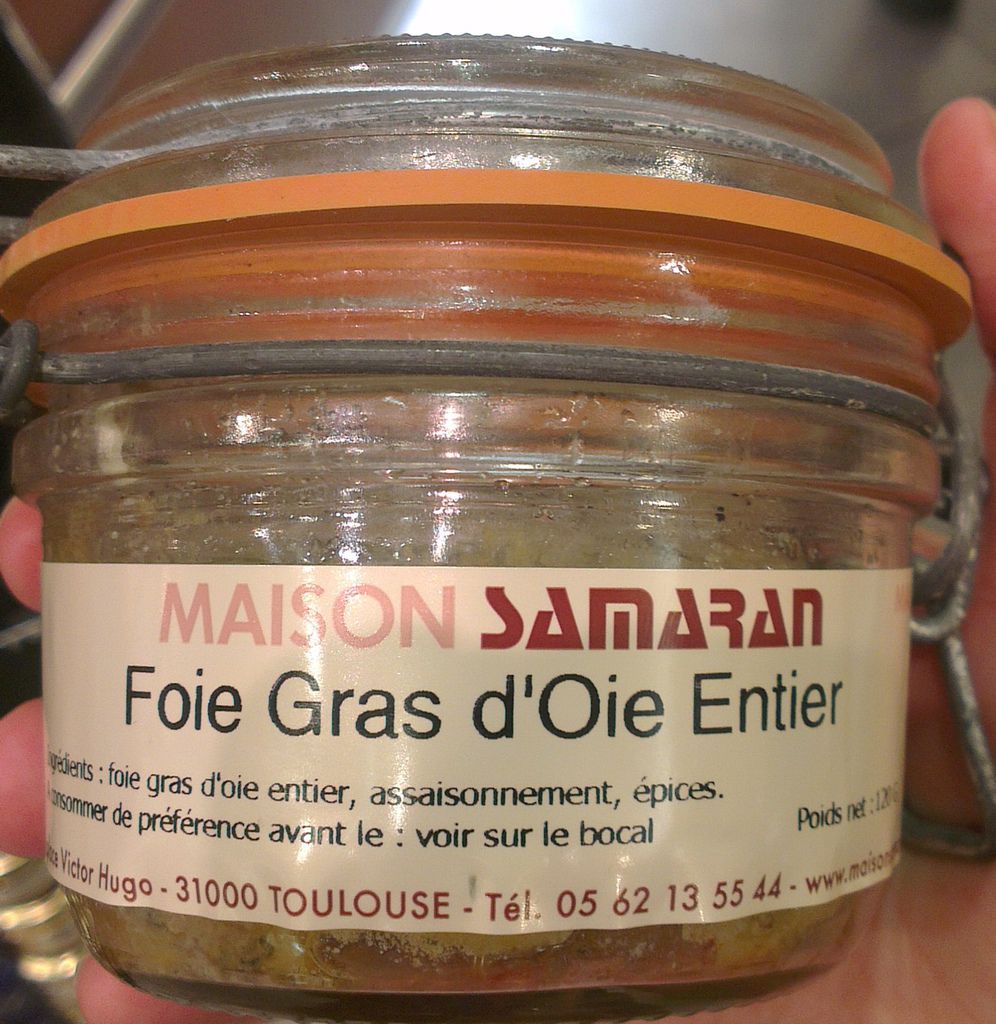 MAISON SAMARAN
Foie Gras d'Oie Entier
ngrédients : foie gras d'oie entier, assaisonnement, épices.
consommer de préférence avant le : voir sur le bocal
Poids net : 120
Victor Hugo - 31000 TOULOUSE - Tél. 05 62 13 55 44 - www.maison